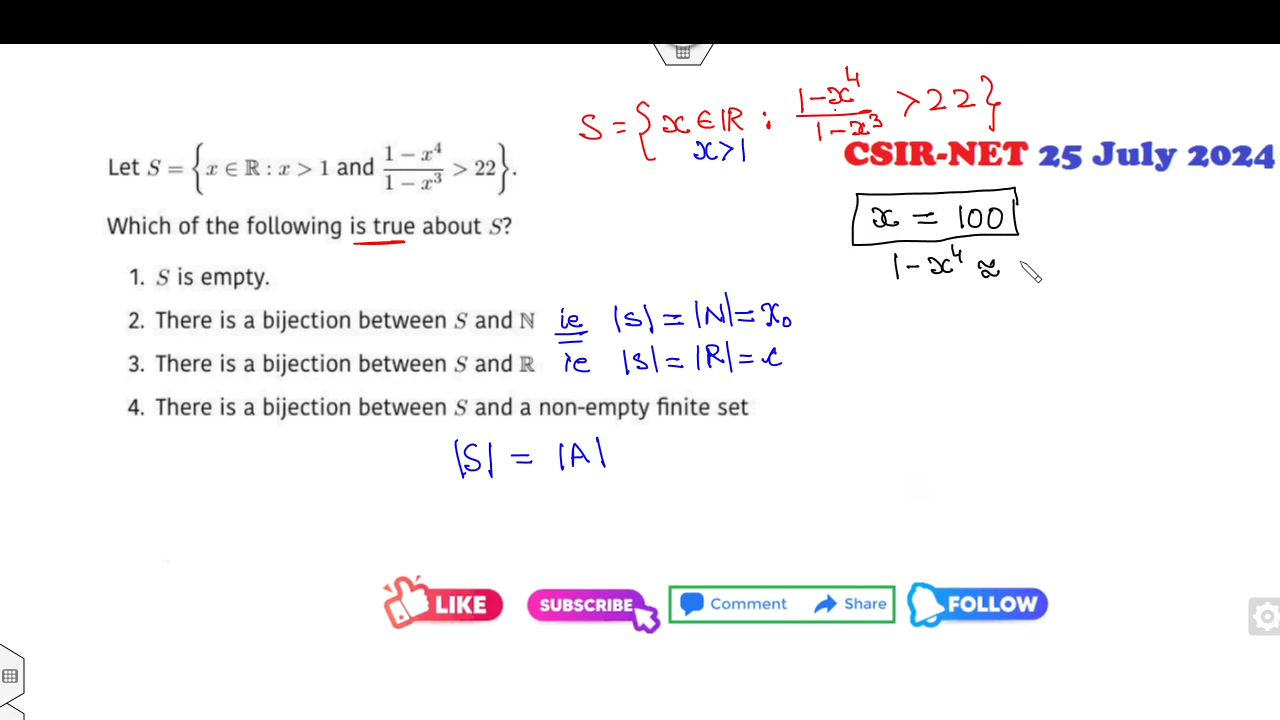 S = { x ∈ ℝ : (1-x⁴)/(1-x³) > 22 }
x > 1
CSIR-NET 25 July 2024
Let S = { x ∈ ℝ : x > 1 and (1 − x⁴)/(1 − x³) > 22 }.
Which of the following is true about S?
x = 100
1-x⁴ ≈
1. S is empty.
2. There is a bijection between S and ℕ ie |S| = |N| = x₀
3. There is a bijection between S and ℝ ie |S| = |R| = c
4. There is a bijection between S and a non-empty finite set
|S| = |A|
LIKE SUBSCRIBE Comment Share FOLLOW